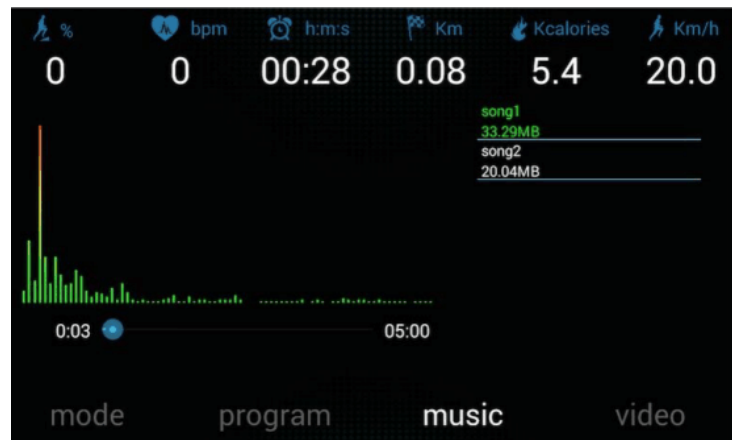 % bpm h:m:s Km Kcalories Km/h
0 0 00:28 0.08 5.4 20.0
song1
33.29MB
song2
20.04MB
0:03 05:00
mode program music video